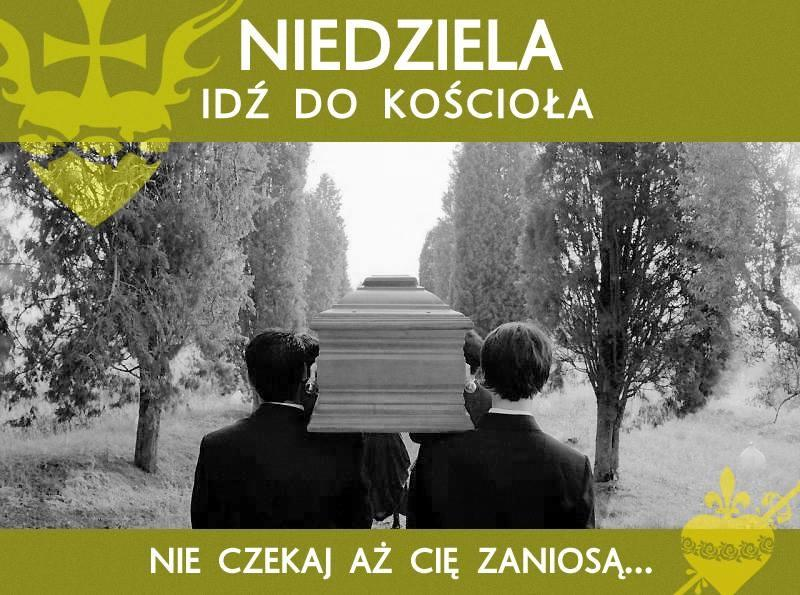 NIEDZIELA
IDŹ DO KOŚCIOŁA
NIE CZEKAJ AŻ CIĘ ZANIOSĄ...